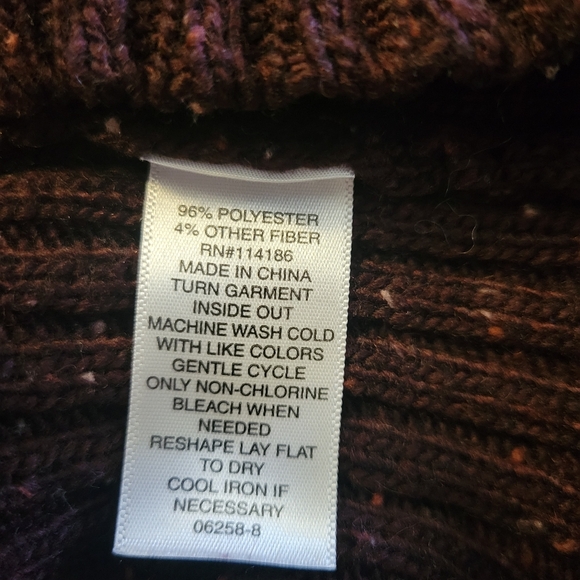 96% POLYESTER
4% OTHER FIBER
RN#114186
MADE IN CHINA
TURN GARMENT
INSIDE OUT
MACHINE WASH COLD
WITH LIKE COLORS
GENTLE CYCLE
ONLY NON-CHLORINE
BLEACH WHEN
NEEDED
RESHAPE LAY FLAT
TO DRY
COOL IRON IF
NECESSARY
06258-8